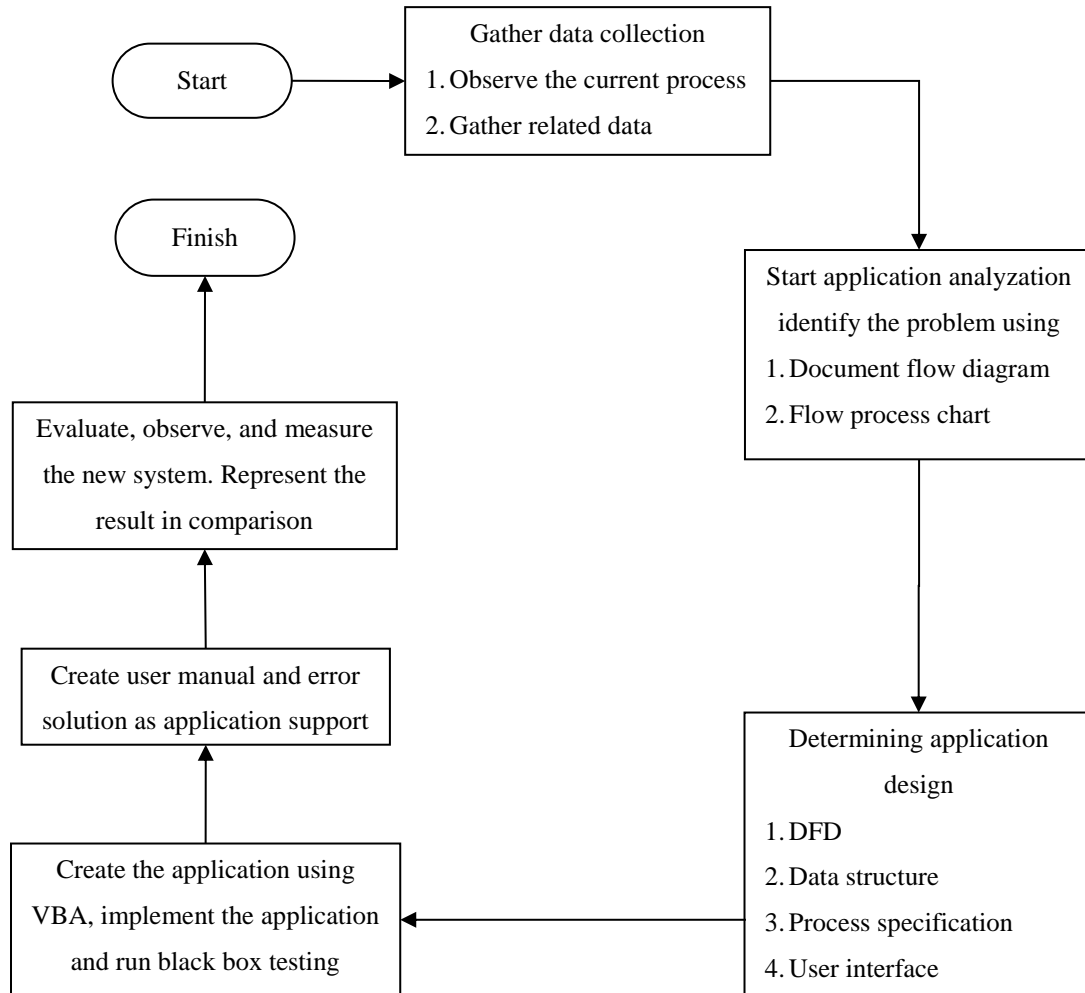 Start
Gather data collection
1. Observe the current process
2. Gather related data
Start application analyzation
identify the problem using
1. Document flow diagram
2. Flow process chart
Determining application
design
1. DFD
2. Data structure
3. Process specification
4. User interface
Create the application using
VBA, implement the application
and run black box testing
Create user manual and error
solution as application support
Evaluate, observe, and measure
the new system. Represent the
result in comparison
Finish